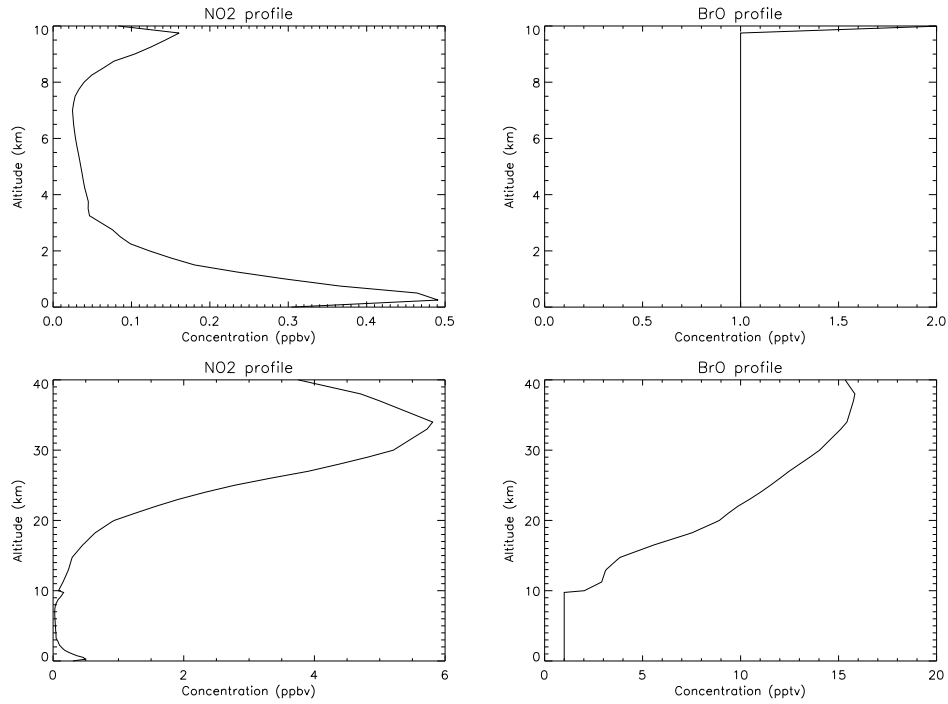 NO2 profile
10
8
6
4
2
0
Altitude (km)
0.0 0.1 0.2 0.3 0.4 0.5
Concentration (ppbv)
BrO profile
10
8
6
4
2
0
Altitude (km)
0.0 0.5 1.0 1.5 2.0
Concentration (pptv)
NO2 profile
40
30
20
10
0
Altitude (km)
0 2 4 6
Concentration (ppbv)
BrO profile
40
30
20
10
0
Altitude (km)
0 5 10 15 20
Concentration (pptv)